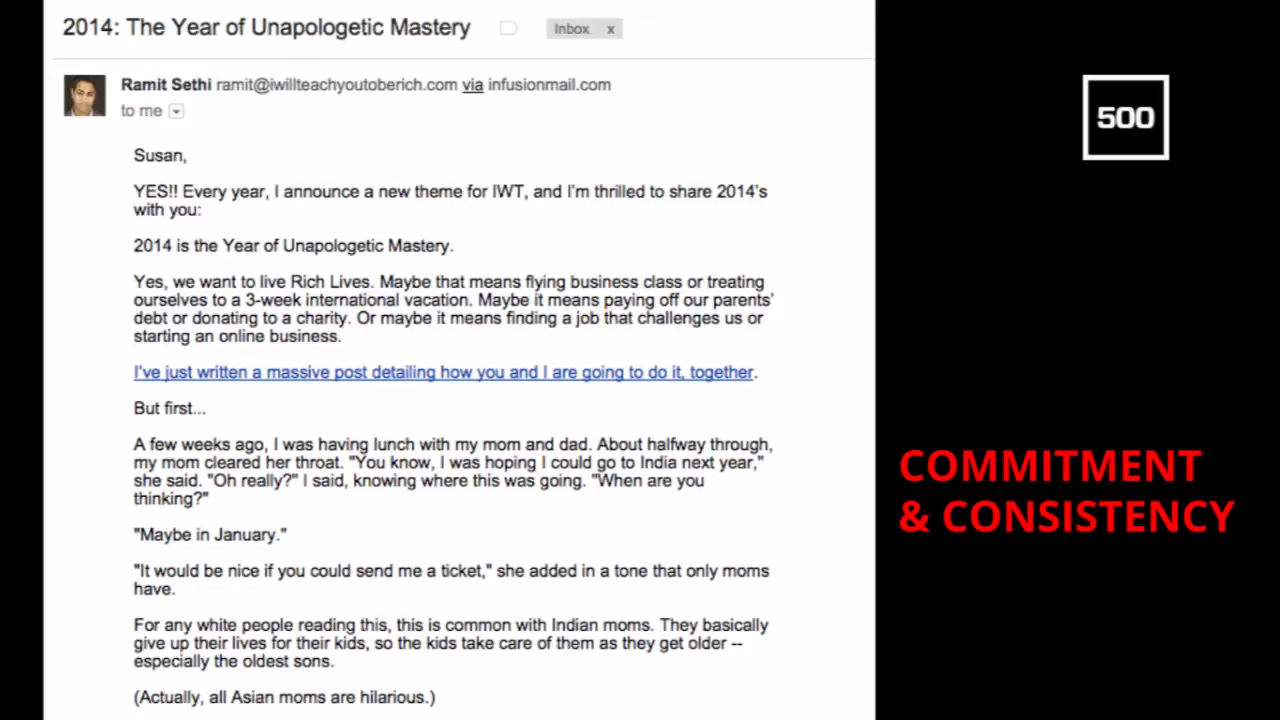 2014: The Year of Unapologetic Mastery
Inbox x
Ramit Sethi ramit@iwillteachyoutoberich.com via infusionmail.com
to me
Susan,
YES!! Every year, I announce a new theme for IWT, and I'm thrilled to share 2014's
with you:
2014 is the Year of Unapologetic Mastery.
Yes, we want to live Rich Lives. Maybe that means flying business class or treating
ourselves to a 3-week international vacation. Maybe it means paying off our parents'
debt or donating to a charity. Or maybe it means finding a job that challenges us or
starting an online business.
I've just written a massive post detailing how you and I are going to do it, together.
But first...
A few weeks ago, I was having lunch with my mom and dad. About halfway through,
my mom cleared her throat. "You know, I was hoping I could go to India next year,"
she said. "Oh really?" I said, knowing where this was going. "When are you
thinking?"
"Maybe in January."
"It would be nice if you could send me a ticket," she added in a tone that only moms
have.
For any white people reading this, this is common with Indian moms. They basically
give up their lives for their kids, so the kids take care of them as they get older --
especially the oldest sons.
(Actually, all Asian moms are hilarious.)
500
COMMITMENT
& CONSISTENCY